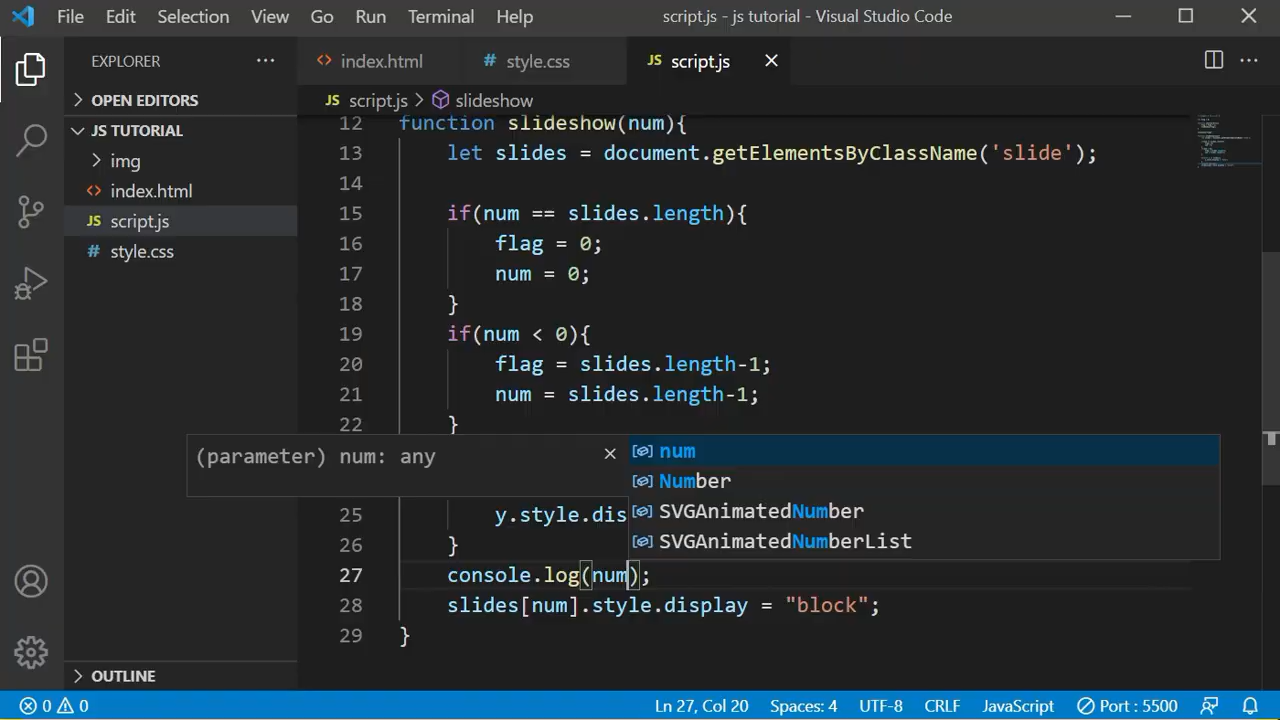 File Edit Selection View Go Run Terminal Help script.js - js tutorial - Visual Studio Code
EXPLORER ...
OPEN EDITORS
JS TUTORIAL
img
<> index.html
JS script.js
# style.css
OUTLINE
<> index.html # style.css JS script.js
JS script.js > slideshow
12 function slideshow(num){
13 let slides = document.getElementsByClassName('slide');
14
15 if(num == slides.length){
16 flag = 0;
17 num = 0;
18 }
19 if(num < 0){
20 flag = slides.length-1;
21 num = slides.length-1;
22 }
(parameter) num: any
num
Number
SVGAnimatedNumber
SVGAnimatedNumberList
25 y.style.dis
26 }
27 console.log(num);
28 slides[num].style.display = "block";
29 }
0 0 Ln 27, Col 20 Spaces: 4 UTF-8 CRLF JavaScript Port : 5500